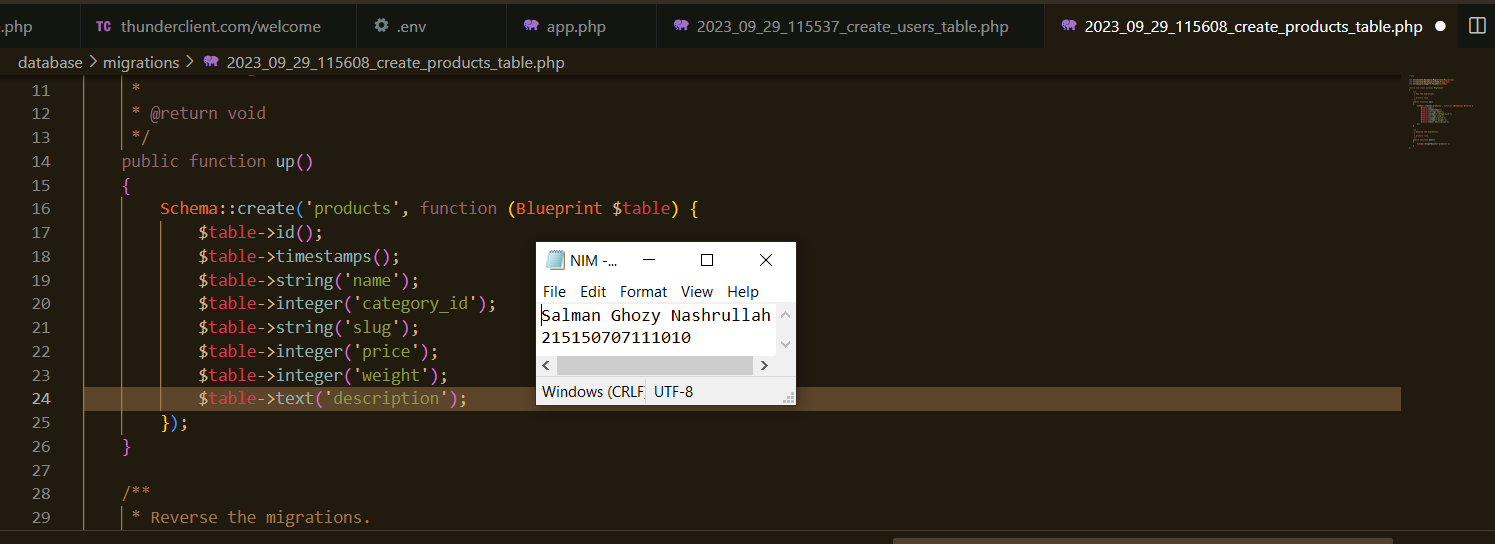 .php
TC thunderclient.com/welcome
.env
app.php
2023_09_29_115537_create_users_table.php
2023_09_29_115608_create_products_table.php
database > migrations > 2023_09_29_115608_create_products_table.php
11 *
12 * @return void
13 */
14 public function up()
15 {
16 Schema::create('products', function (Blueprint $table) {
17 $table->id();
18 $table->timestamps();
19 $table->string('name');
20 $table->integer('category_id');
21 $table->string('slug');
22 $table->integer('price');
23 $table->integer('weight');
24 $table->text('description');
25 });
26 }
27
28 /**
29 * Reverse the migrations.
NIM -...
File Edit Format View Help
Salman Ghozy Nashrullah
215150707111010
Windows (CRLF
UTF-8